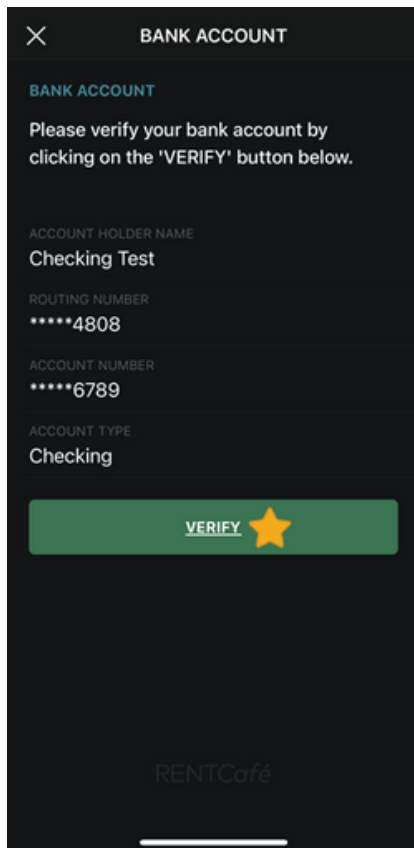 BANK ACCOUNT
BANK ACCOUNT
Please verify your bank account by
clicking on the 'VERIFY' button below.
ACCOUNT HOLDER NAME
Checking Test
ROUTING NUMBER
*****4808
ACCOUNT NUMBER
*****6789
ACCOUNT TYPE
Checking
VERIFY
RENTCafé